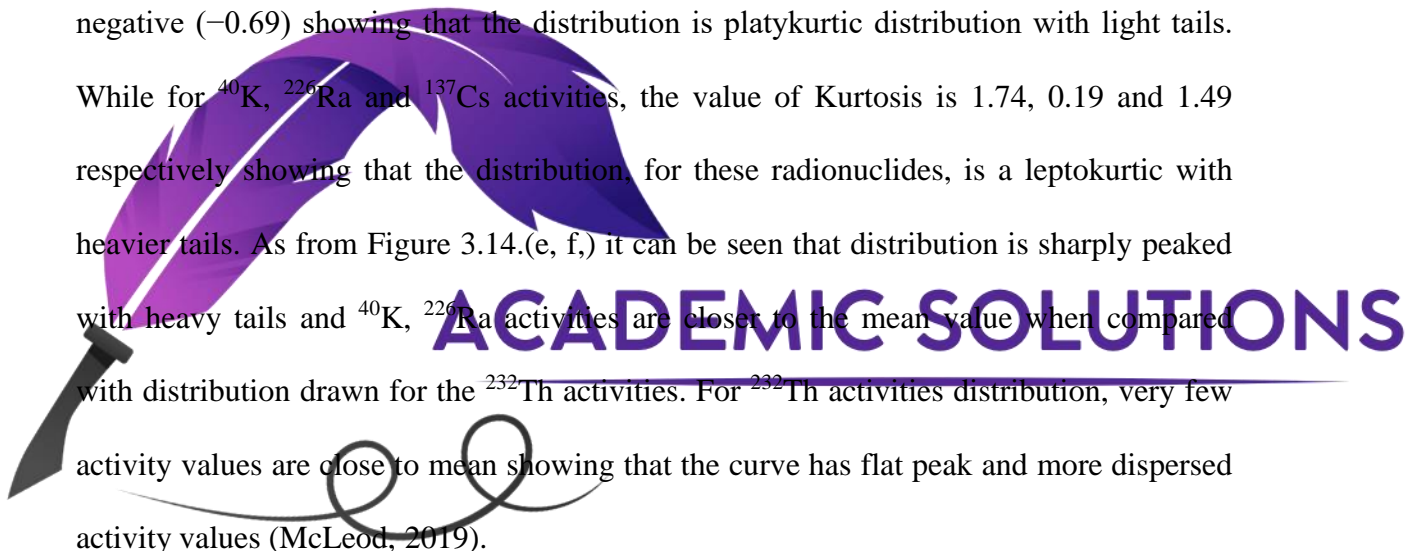 negative (−0.69) showing that the distribution is platykurtic distribution with light tails.
While for ⁴⁰K, ²²⁶Ra and ¹³⁷Cs activities, the value of Kurtosis is 1.74, 0.19 and 1.49
respectively showing that the distribution, for these radionuclides, is a leptokurtic with
heavier tails. As from Figure 3.14.(e, f,) it can be seen that distribution is sharply peaked
with heavy tails and ⁴⁰K, ²²⁶Ra activities are closer to the mean value when compared
ACADEMIC SOLUTIONS
with distribution drawn for the ²³²Th activities. For ²³²Th activities distribution, very few
activity values are close to mean showing that the curve has flat peak and more dispersed
activity values (McLeod, 2019).